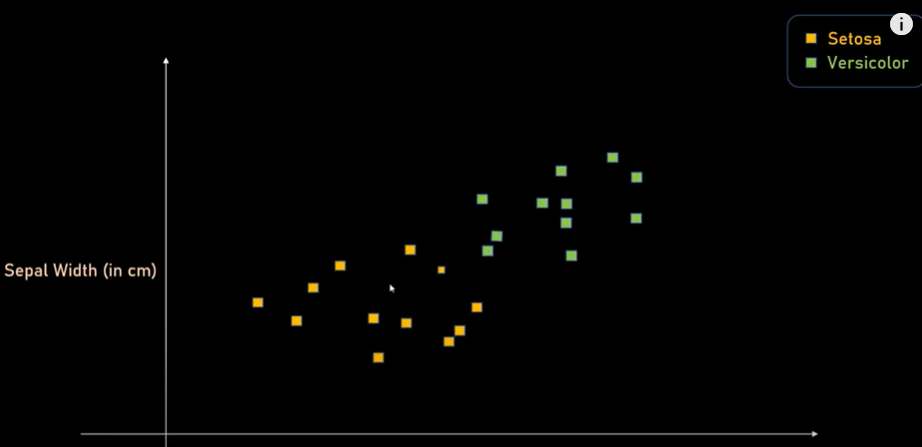 i
Setosa
Versicolor
Sepal Width (in cm)